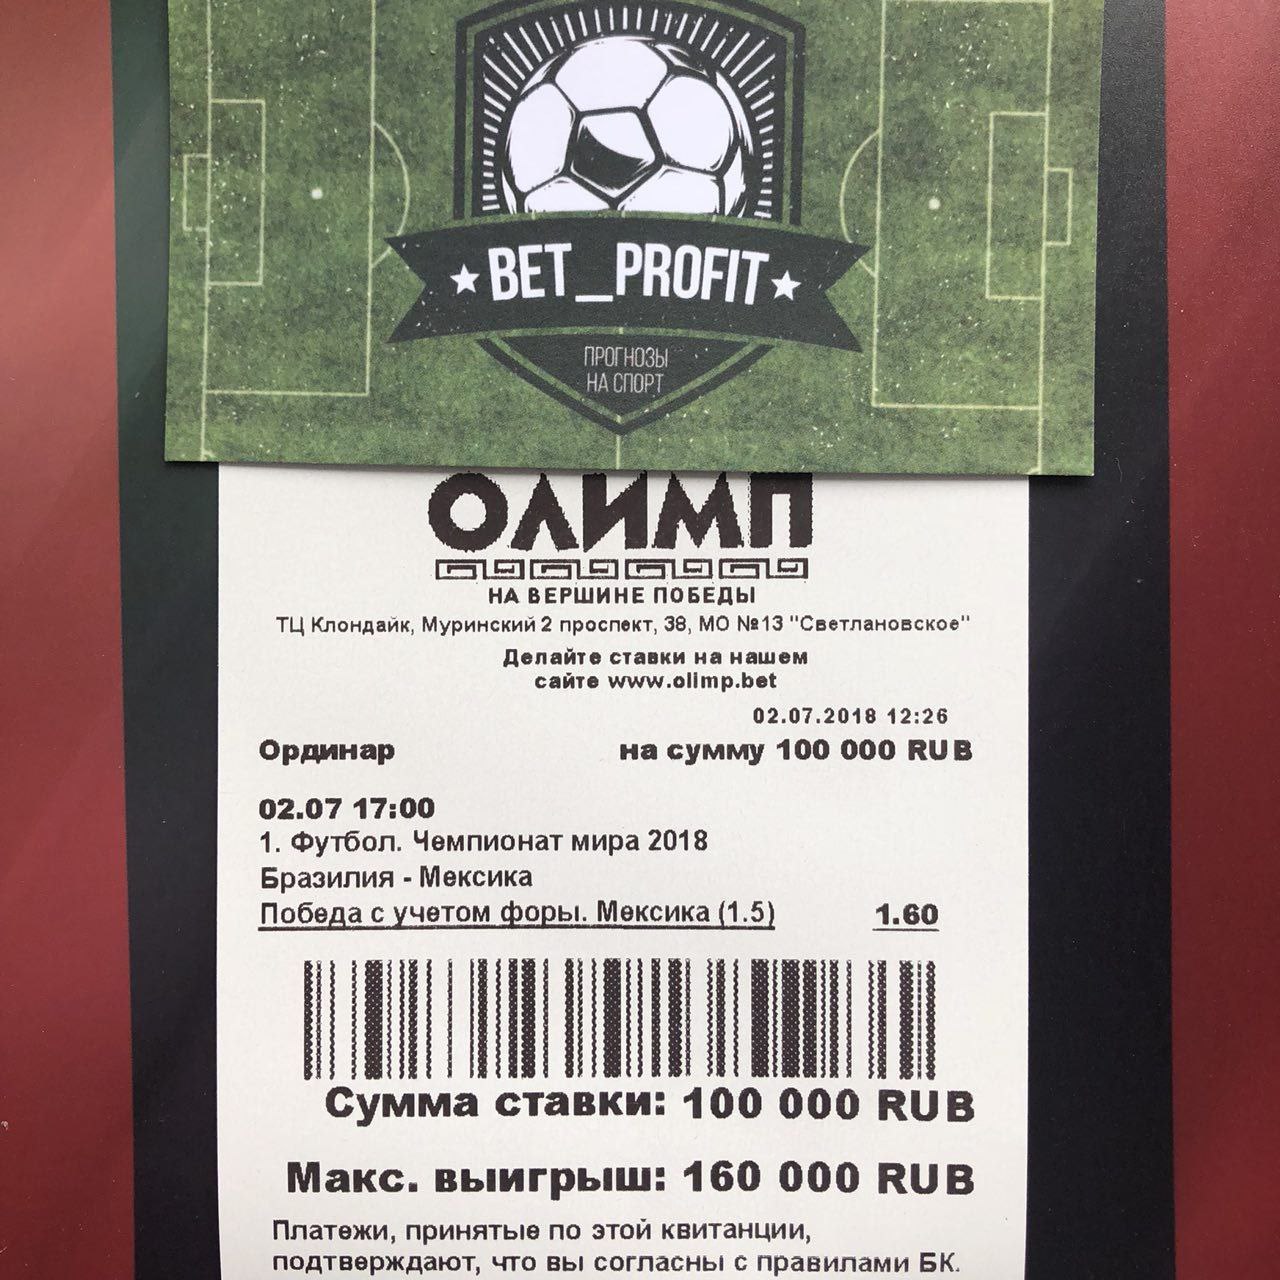 BET_PROFIT
ПРОГНОЗЫ
НА СПОРТ
ОЛИМП
НА ВЕРШИНЕ ПОБЕДЫ
ТЦ Клондайк, Муринский 2 проспект, 38, МО №13 "Светлановское"
Делайте ставки на нашем
сайте www.olimp.bet
02.07.2018 12:26
Ординар на сумму 100 000 RUB
02.07 17:00
1. Футбол. Чемпионат мира 2018
Бразилия - Мексика
Победа с учетом форы. Мексика (1.5) 1.60
Сумма ставки: 100 000 RUB
Макс. выигрыш: 160 000 RUB
Платежи, принятые по этой квитанции,
подтверждают, что вы согласны с правилами БК.